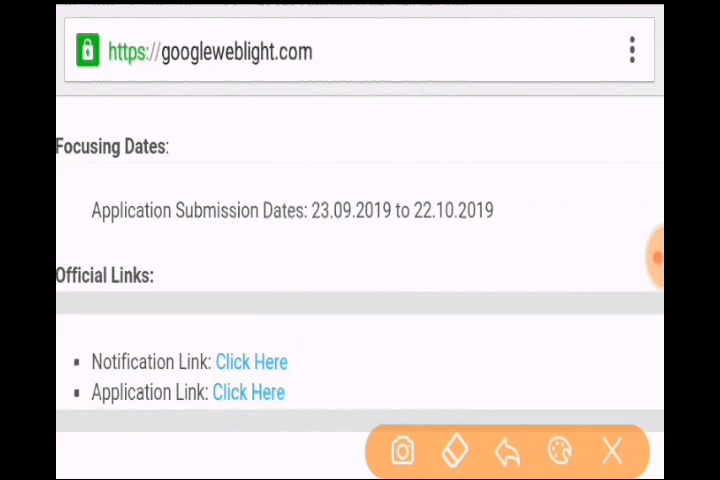 https://googleweblight.com
Focusing Dates:
Application Submission Dates: 23.09.2019 to 22.10.2019
Official Links:
▪ Notification Link: Click Here
▪ Application Link: Click Here